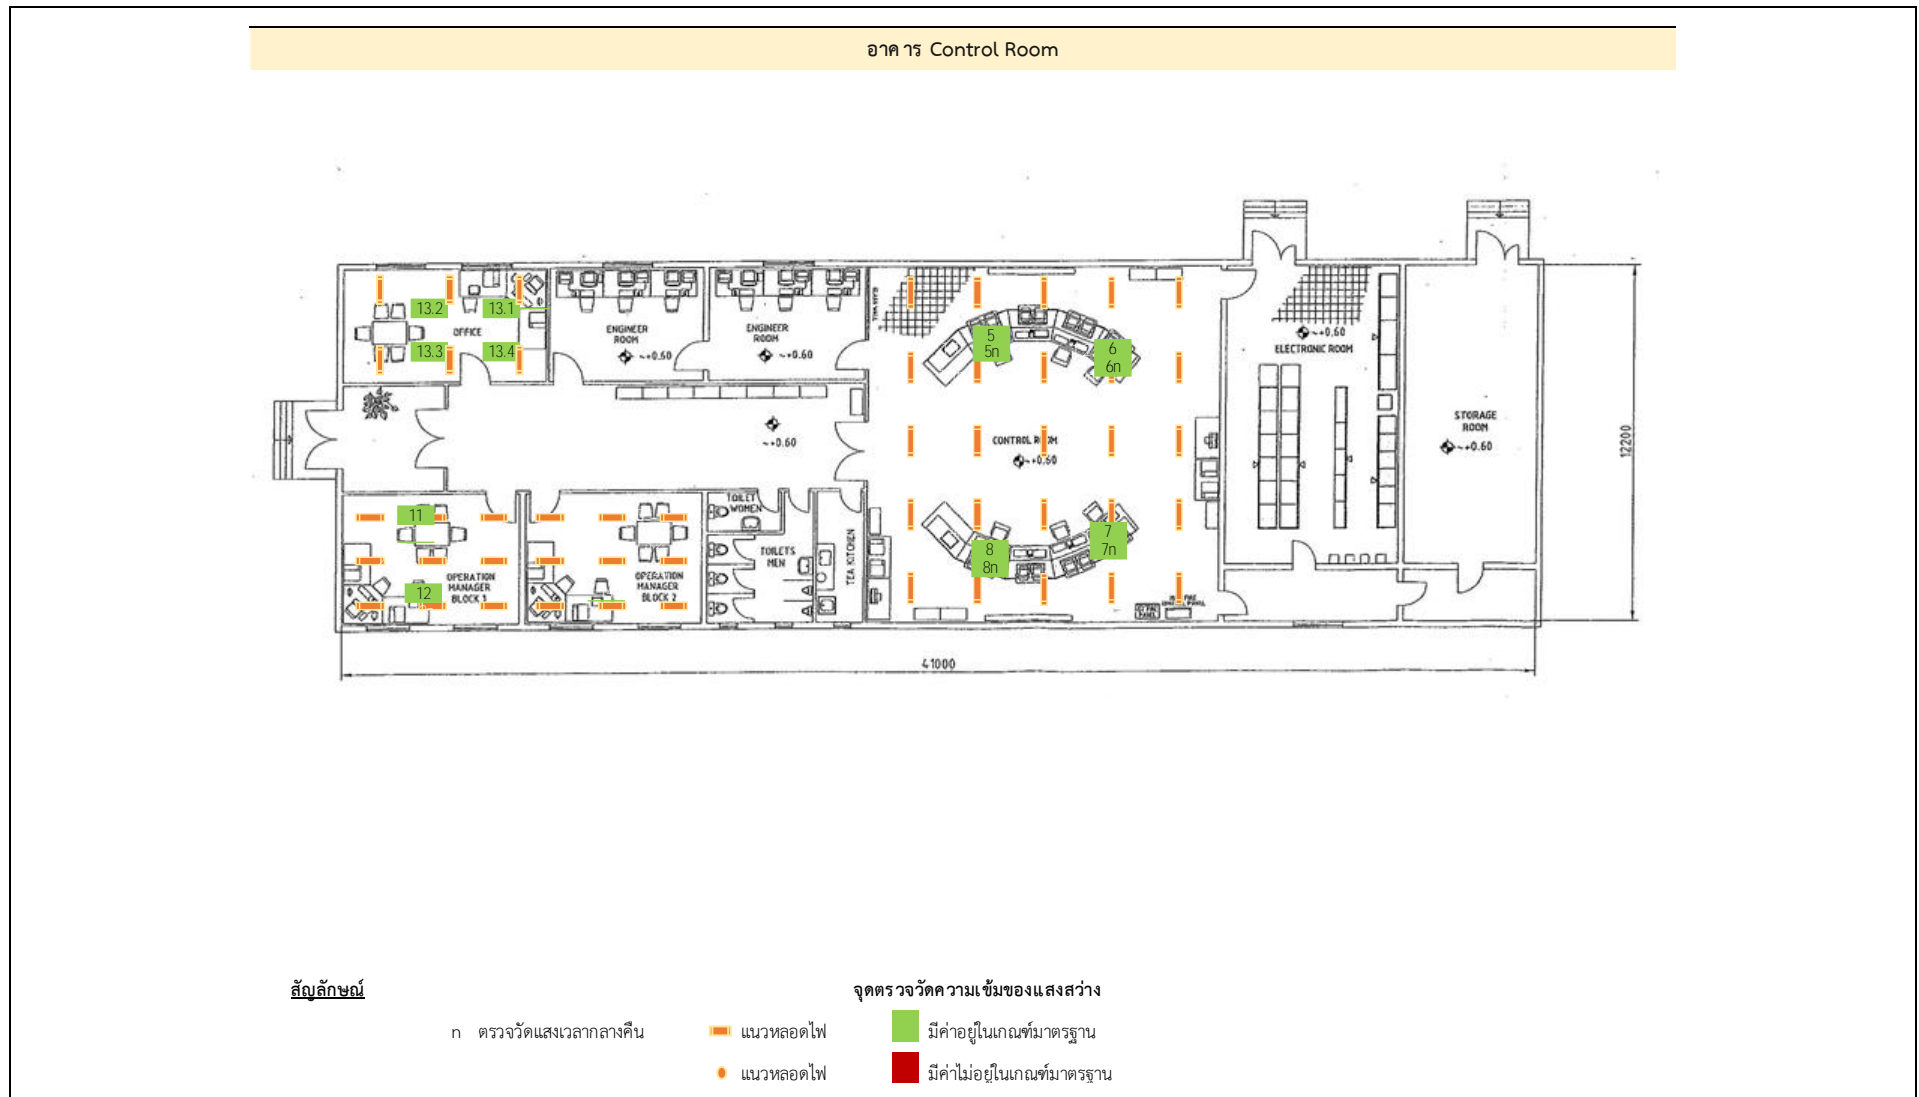 อาคาร Control Room
13.2
13.1
OFFICE
13.3
13.4
ENGINEER
ROOM
~+0.60
ENGINEER
ROOM
~+0.60
5
5n
6
6n
~+0.60
ELECTRONIC ROOM
STORAGE
ROOM
~+0.60
~+0.60
CONTROL ROOM
~+0.60
12200
11
12
OPERATION
MANAGER
BLOCK 1
OPERATION
MANAGER
BLOCK 2
TOILET
WOMEN
TOILETS
MEN
TEA KITCHEN
8
8n
7
7n
PANEL
41000
สัญลักษณ์
จุดตรวจวัดความเข้มของแสงสว่าง
n ตรวจวัดแสงเวลากลางคืน
แนวหลอดไฟ
มีค่าอยู่ในเกณฑ์มาตรฐาน
แนวหลอดไฟ
มีค่าไม่อยู่ในเกณฑ์มาตรฐาน